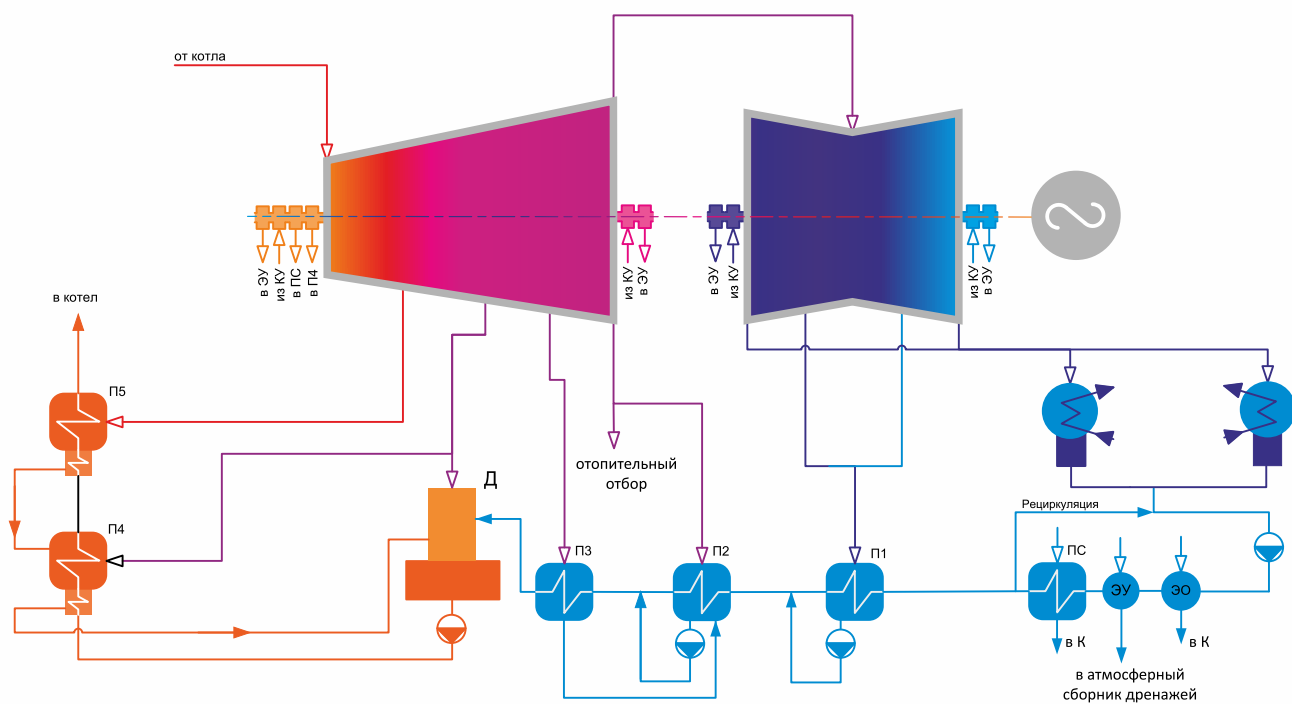 от котла
в ЭУ
из КУ
в ПС
в П4
из КУ
в ЭУ
в ЭУ
из КУ
из КУ
в ЭУ
в котел
П5
отопительный
отбор
Д
Рециркуляция
П4
П3
П2
П1
ПС
ЭУ
ЭО
в К
в К
в атмосферный
сборник дренажей